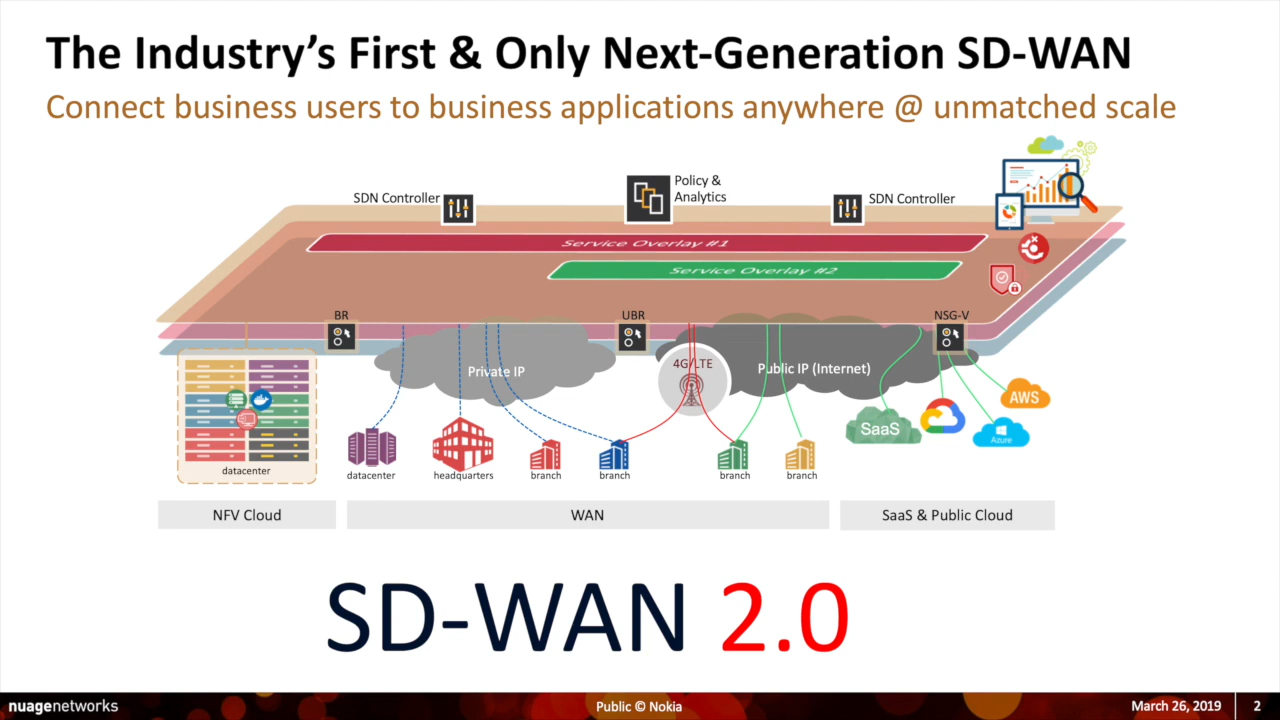 The Industry's First & Only Next-Generation SD-WAN
Connect business users to business applications anywhere @ unmatched scale
SDN Controller
Policy &
Analytics
SDN Controller
Service Overlay #1
Service Overlay #2
BR
UBR
NSG-V
Private IP
4G/LTE
Public IP (Internet)
AWS
SaaS
Azure
datacenter
datacenter
headquarters
branch
branch
branch
branch
NFV Cloud
WAN
SaaS & Public Cloud
SD-WAN 2.0
nuagenetworks
Public © Nokia
March 26, 2019
2